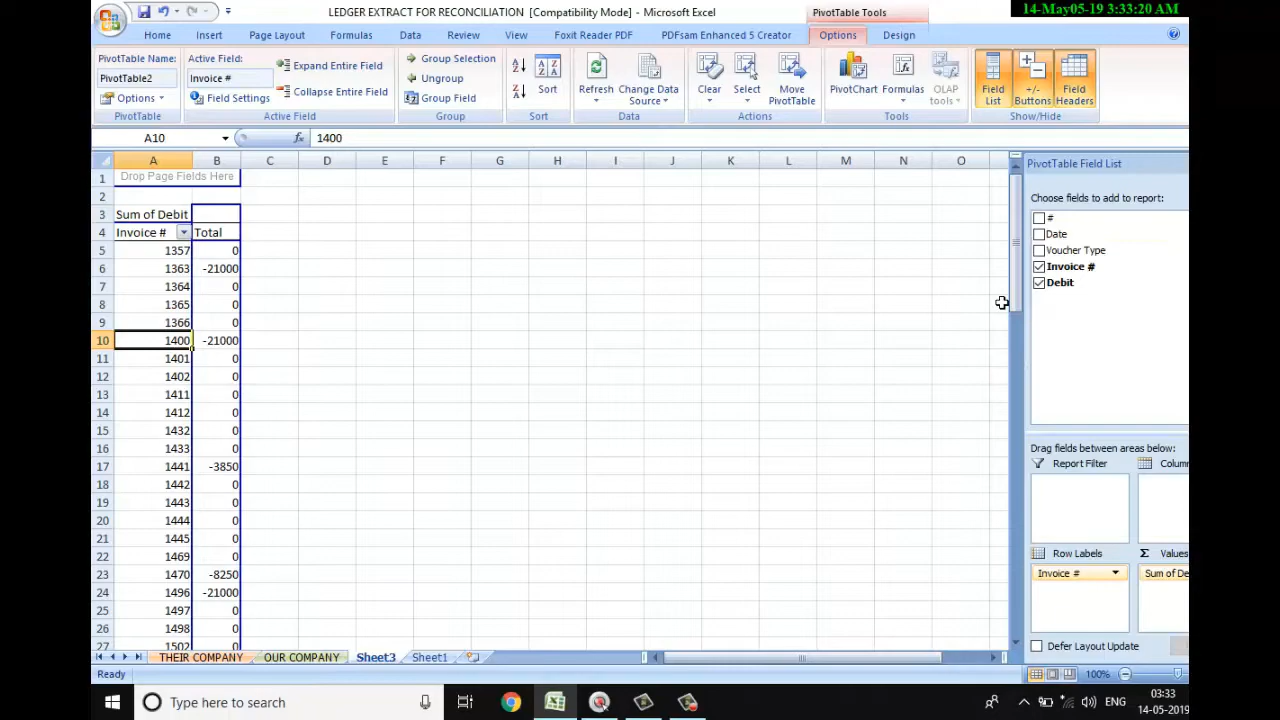 LEDGER EXTRACT FOR RECONCILIATION [Compatibility Mode] - Microsoft Excel
PivotTable Tools
14-May05-19 3:33:20 AM
Home Insert Page Layout Formulas Data Review View Foxit Reader PDF PDFsam Enhanced 5 Creator Options Design
PivotTable Name:
PivotTable2
Options
PivotTable
Active Field:
Invoice #
Field Settings
Expand Entire Field
Collapse Entire Field
Active Field
Group Selection
Ungroup
Group Field
Group
Sort
Sort
Refresh
Change Data Source
Data
Clear
Select
Move PivotTable
Actions
PivotChart
Formulas
OLAP tools
Tools
Field List
+/- Buttons
Field Headers
Show/Hide
A10 fx 1400
A B C D E F G H I J K L M N O
1 Drop Page Fields Here
2
3 Sum of Debit
4 Invoice # Total
5 1357 0
6 1363 -21000
7 1364 0
8 1365 0
9 1366 0
10 1400 -21000
11 1401 0
12 1402 0
13 1411 0
14 1412 0
15 1432 0
16 1433 0
17 1441 -3850
18 1442 0
19 1443 0
20 1444 0
21 1445 0
22 1469 0
23 1470 -8250
24 1496 -21000
25 1497 0
26 1498 0
27 1502 0
PivotTable Field List
Choose fields to add to report:
#
Date
Voucher Type
Invoice #
Debit
Drag fields between areas below:
Report Filter Column
Row Labels Σ Values
Invoice # Sum of De
Defer Layout Update
THEIR COMPANY OUR COMPANY Sheet3 Sheet1
Ready 100%
Type here to search
ENG
03:33
14-05-2019